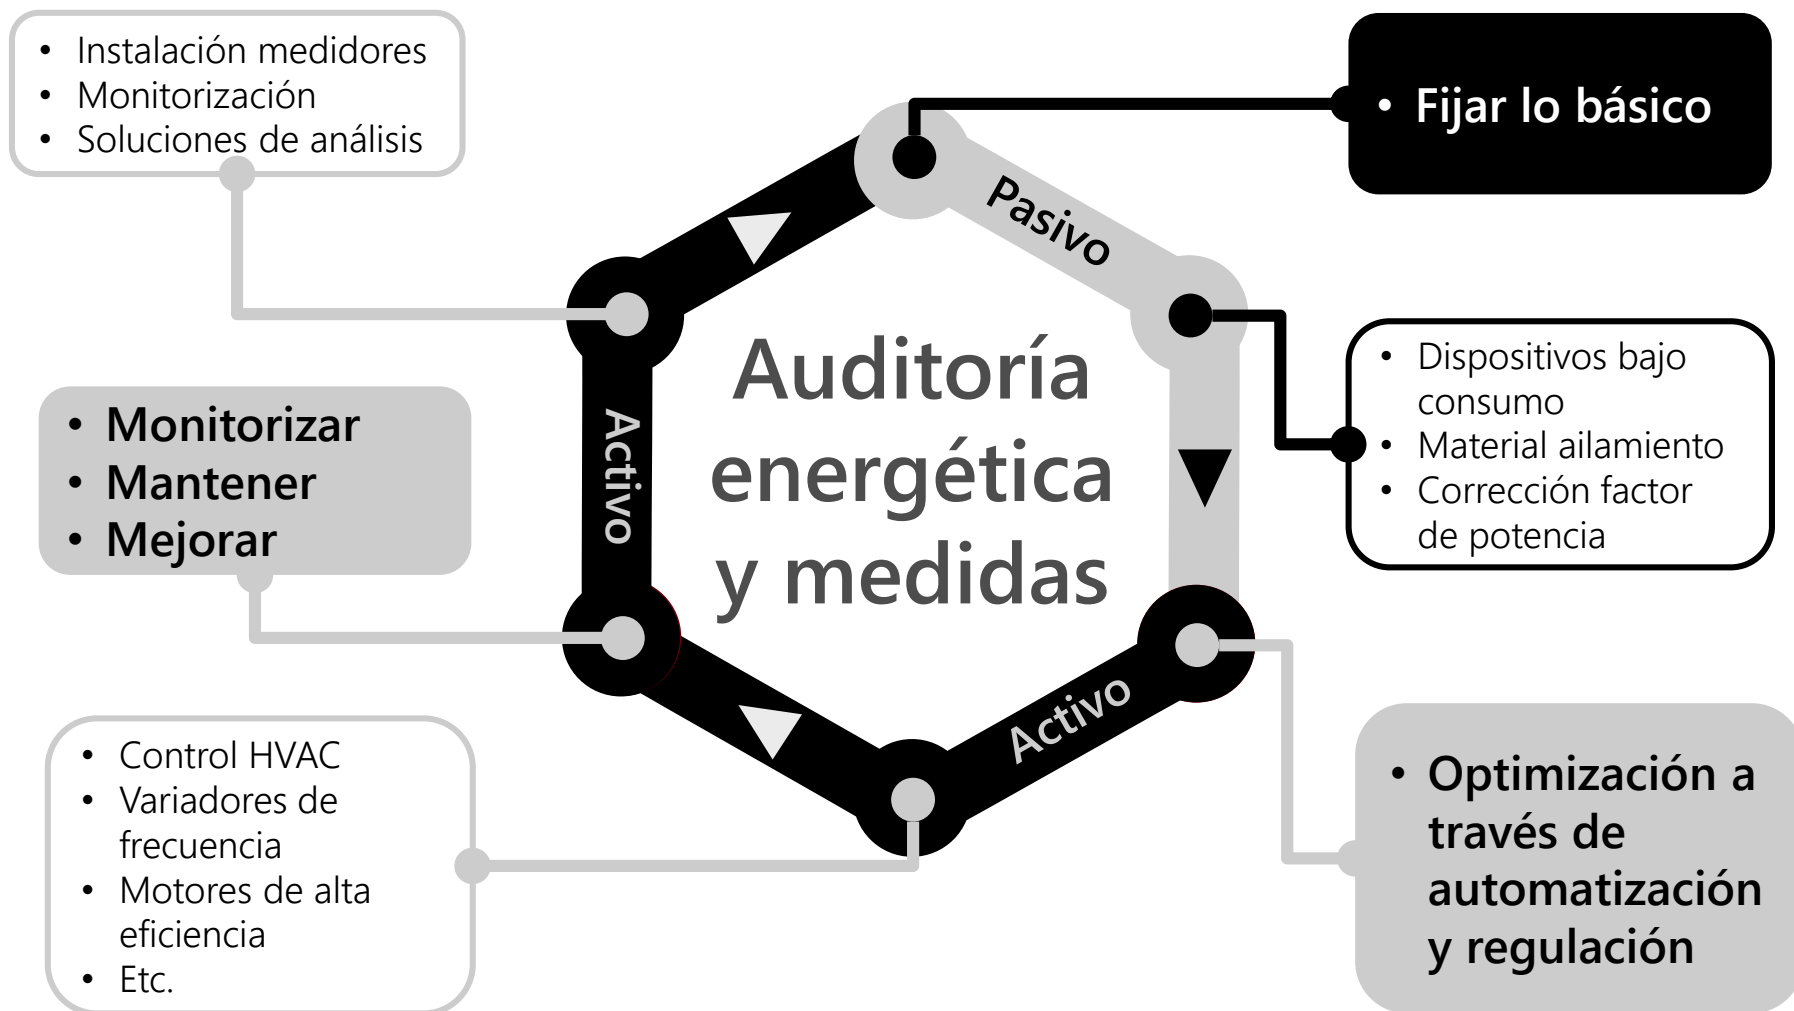 • Instalación medidores
• Monitorización
• Soluciones de análisis
• Fijar lo básico
Pasivo
• Dispositivos bajo
consumo
• Material ailamiento
• Corrección factor
de potencia
Auditoría
energética
y medidas
Activo
• Monitorizar
• Mantener
• Mejorar
Activo
• Control HVAC
• Variadores de
frecuencia
• Motores de alta
eficiencia
• Etc.
• Optimización a
través de
automatización
y regulación